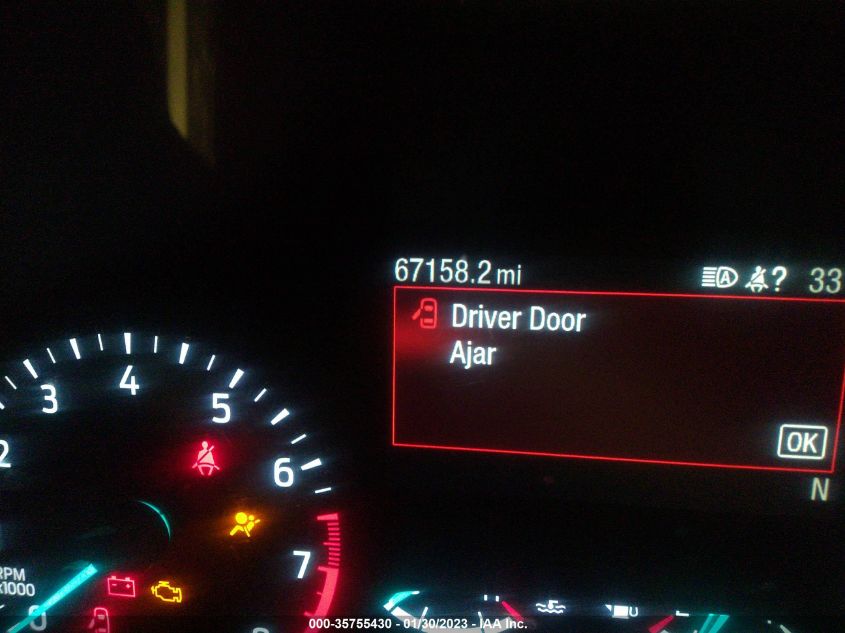 67158.2 mi
? 33
Driver Door
Ajar
OK
N
2
3
4
5
6
7
RPM
x1000
0
000-35755430 - 01/30/2023 - IAA Inc.